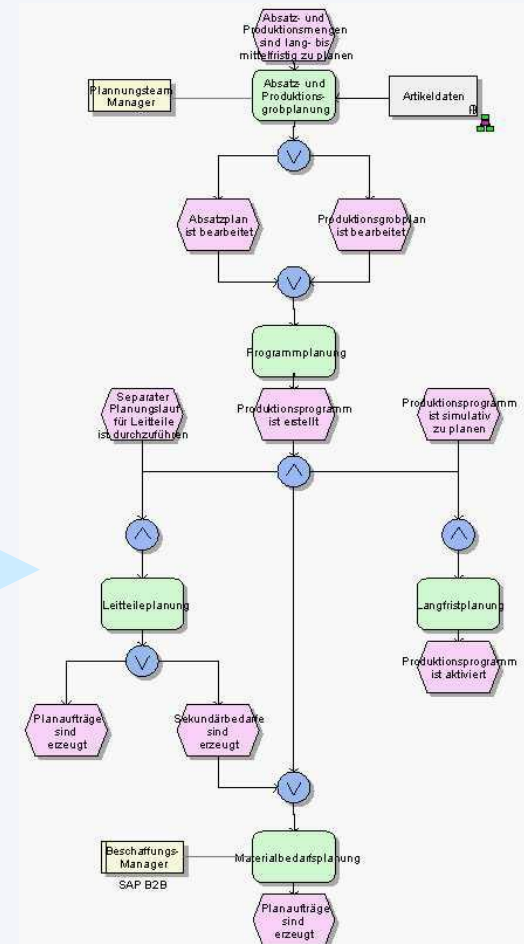 Absatz- und
Produktionsmengen
sind lang- bis
mittelfristig zu planen
Plannungsteam
Manager
Absatz- und
Produktions-
grobplanung
Artikeldaten
Absatzplan
ist bearbeitet
Produktionsgrobplan
ist bearbeitet
Programmplanung
Separater
Planungslauf
für Leitteile
ist durchzuführen
Produktionsprogramm
ist erstellt
Produktionsprogramm
ist simulativ
zu planen
Leitteileplanung
Langfristplanung
Produktionsprogramm
ist aktiviert
Planaufträge
sind
erzeugt
Sekundärbedarfe
sind
erzeugt
Beschaffungs-
Manager
SAP B2B
Materialbedarfsplanung
Planaufträge
sind
erzeugt